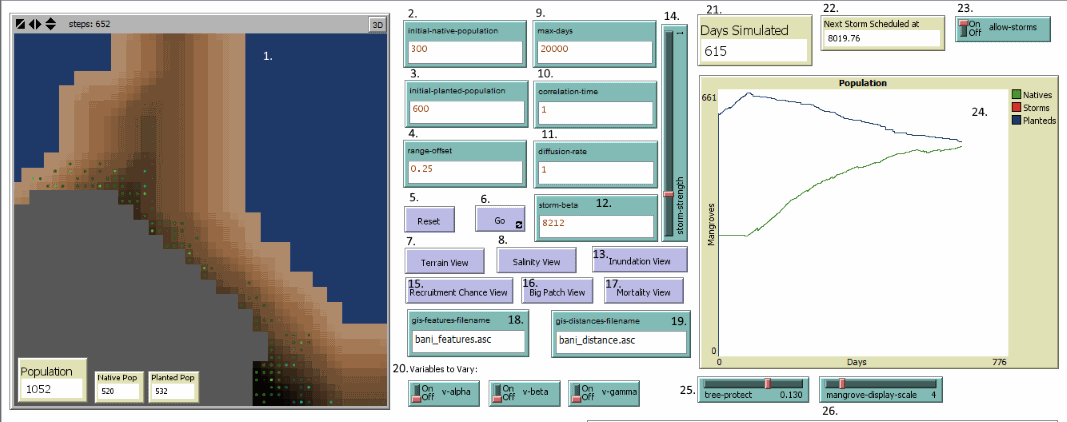 steps: 652
3D
1.
Population
1052
Native Pop
520
Planted Pop
532
2.
initial-native-population
300
3.
initial-planted-population
600
4.
range-offset
0.25
5.
Reset
6.
Go
7.
Terrain View
8.
Salinity View
9.
max-days
20000
10.
correlation-time
1
11.
diffusion-rate
1
storm-beta 12.
8212
13.
Inundation View
14.
1
storm-strength
15.
Recruitment Chance View
16.
Big Patch View
17.
Mortality View
gis-features-filename 18.
bani_features.asc
gis-distances-filename 19.
bani_distance.asc
20. Variables to Vary:
On
Off
v-alpha
On
Off
v-beta
On
Off
v-gamma
21.
Days Simulated
615
22.
Next Storm Scheduled at
8019.76
23.
On
Off
allow-storms
Population
661
Mangroves
0
0
Days
776
24.
Natives
Storms
Planteds
25.
tree-protect 0.130
mangrove-display-scale 4
26.